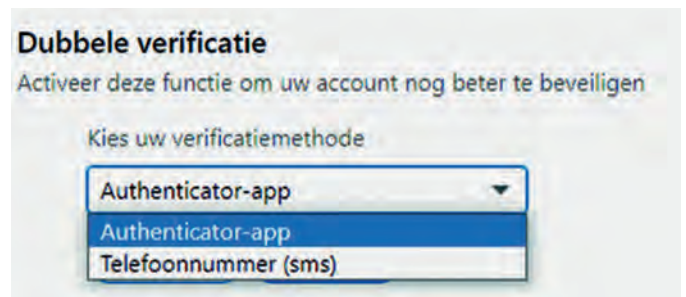 Dubbele verificatie
Activeer deze functie om uw account nog beter te beveiligen
Kies uw verificatiemethode
Authenticator-app
Authenticator-app
Telefoonnummer (sms)